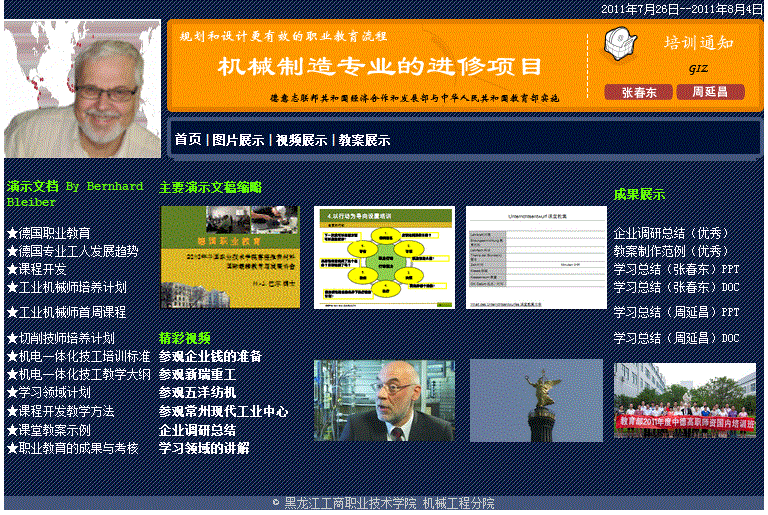 2011年7月26日--2011年8月4日
规划和设计更有效的职业教育流程
机械制造专业的进修项目
德意志联邦共和国经济合作和发展部与中华人民共和国教育部实施
培训通知
GIZ
张春东 周延昌
首页 | 图片展示 | 视频展示 | 教案展示
演示文档 By Bernhard
Bleiber
★德国职业教育
★德国专业工人发展趋势
★课程开发
★工业机械师培养计划
★工业机械师首周课程
★切削技师培养计划
★机电一体化技工培训标准
★机电一体化技工教学大纲
★学习领域计划
★课程开发教学方法
★课堂教案示例
★职业教育的成果与考核
主要演示文稿缩略
德国职业教育
4.以行动为导向设置培训
精彩视频
参观企业钱的准备
参观新瑞重工
参观五洋纺机
参观常州现代工业中心
企业调研总结
学习领域的讲解
成果展示
企业调研总结（优秀）
教案制作范例（优秀）
学习总结（张春东）PPT
学习总结（张春东）DOC
学习总结（周延昌）PPT
学习总结（周延昌）DOC
教育部2011年度中德高职师资国内培训班
© 黑龙江工商职业技术学院 机械工程分院